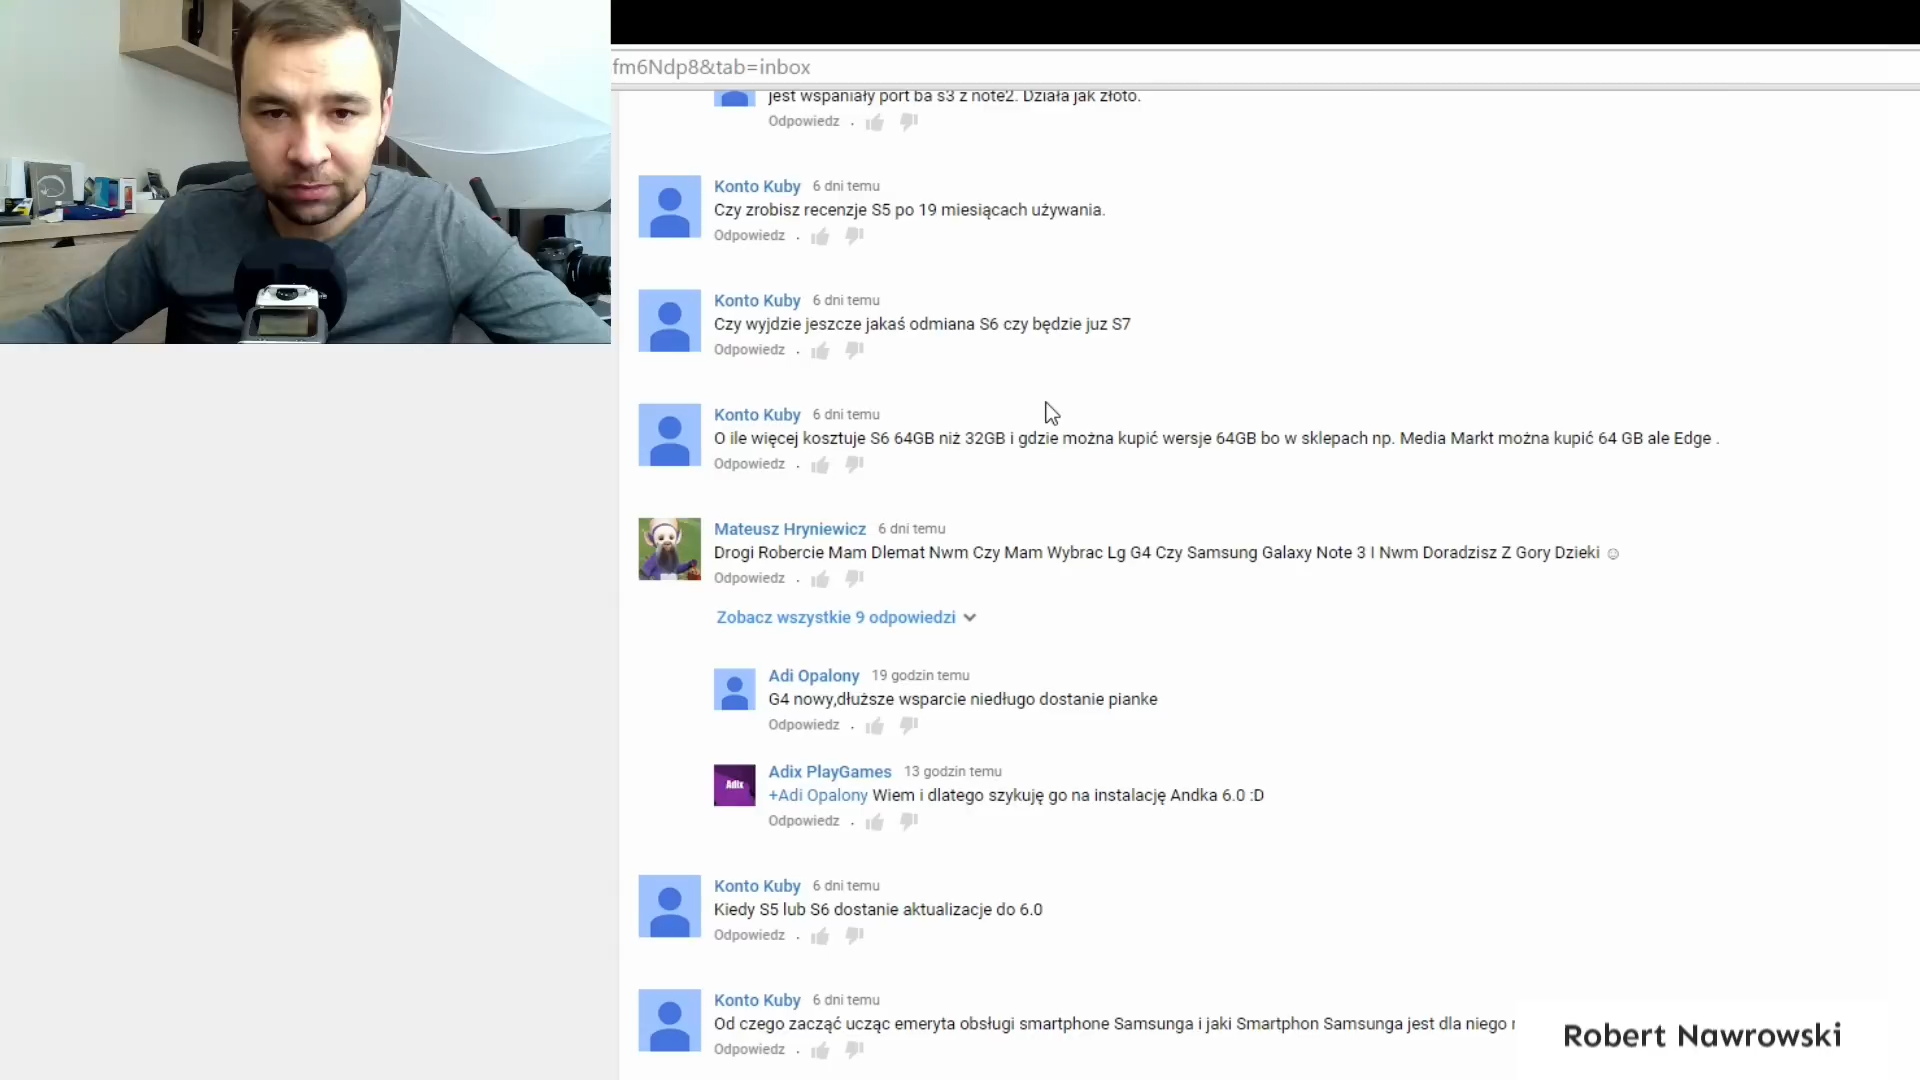 fm6Ndp8&tab=inbox
jest wspaniały port ba s3 z note2. Działa jak złoto.
Odpowiedz .
Konto Kuby 6 dni temu
Czy zrobisz recenzje S5 po 19 miesiącach używania.
Odpowiedz .
Konto Kuby 6 dni temu
Czy wyjdzie jeszcze jakaś odmiana S6 czy będzie juz S7
Odpowiedz .
Konto Kuby 6 dni temu
O ile więcej kosztuje S6 64GB niż 32GB i gdzie można kupić wersje 64GB bo w sklepach np. Media Markt można kupić 64 GB ale Edge .
Odpowiedz .
Mateusz Hryniewicz 6 dni temu
Drogi Robercie Mam Dlemat Nwm Czy Mam Wybrac Lg G4 Czy Samsung Galaxy Note 3 I Nwm Doradzisz Z Gory Dzieki ☺
Odpowiedz .
Zobacz wszystkie 9 odpowiedzi
Adi Opalony 19 godzin temu
G4 nowy,dłuższe wsparcie niedługo dostanie pianke
Odpowiedz .
Adix
Adix PlayGames 13 godzin temu
+Adi Opalony Wiem i dlatego szykuję go na instalację Andka 6.0 :D
Odpowiedz .
Konto Kuby 6 dni temu
Kiedy S5 lub S6 dostanie aktualizacje do 6.0
Odpowiedz .
Konto Kuby 6 dni temu
Od czego zacząć ucząc emeryta obsługi smartphone Samsunga i jaki Smartphon Samsunga jest dla niego
Odpowiedz .
Robert Nawrowski